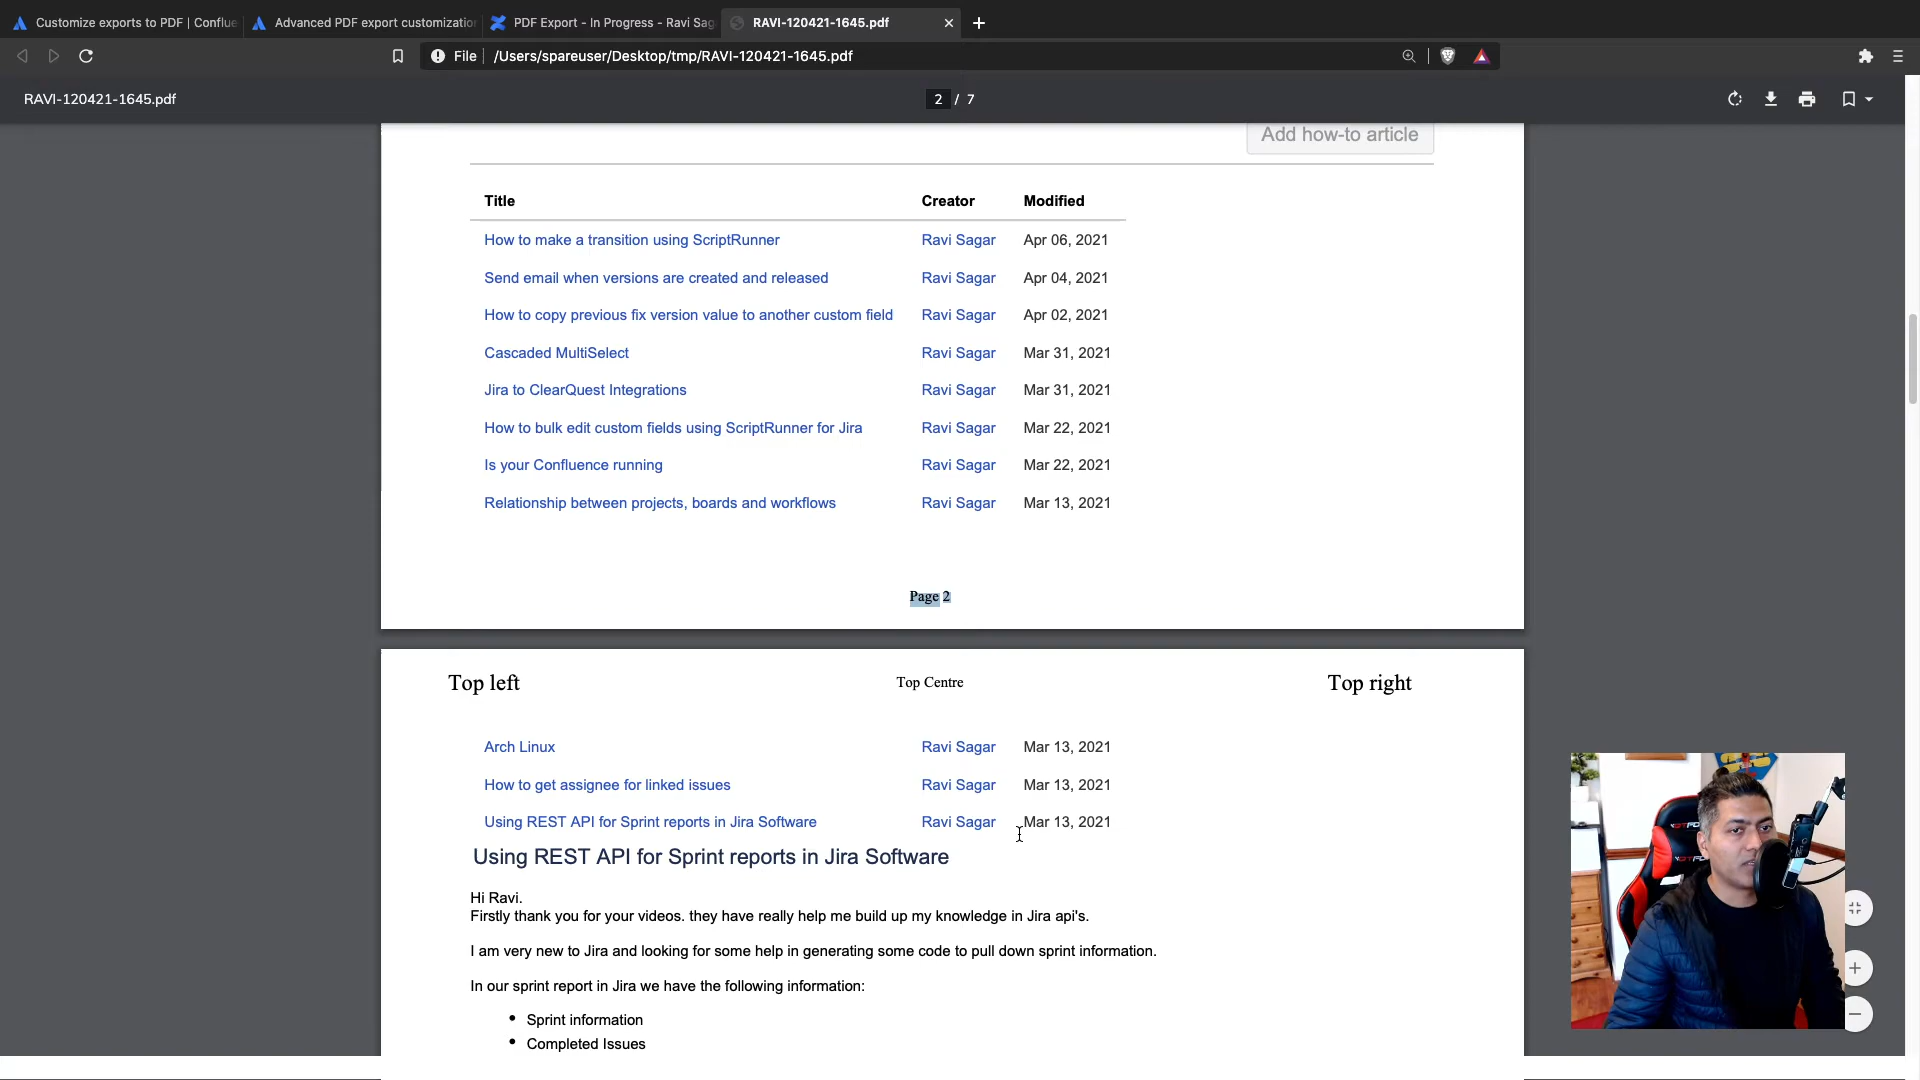 Customize exports to PDF | Conflue
Advanced PDF export customization
PDF Export - In Progress - Ravi Sag
RAVI-120421-1645.pdf
File
/Users/spareuser/Desktop/tmp/RAVI-120421-1645.pdf
RAVI-120421-1645.pdf
2 / 7
Add how-to article
Title Creator Modified
How to make a transition using ScriptRunner Ravi Sagar Apr 06, 2021
Send email when versions are created and released Ravi Sagar Apr 04, 2021
How to copy previous fix version value to another custom field Ravi Sagar Apr 02, 2021
Cascaded MultiSelect Ravi Sagar Mar 31, 2021
Jira to ClearQuest Integrations Ravi Sagar Mar 31, 2021
How to bulk edit custom fields using ScriptRunner for Jira Ravi Sagar Mar 22, 2021
Is your Confluence running Ravi Sagar Mar 22, 2021
Relationship between projects, boards and workflows Ravi Sagar Mar 13, 2021
Page 2
Top left Top Centre Top right
Arch Linux Ravi Sagar Mar 13, 2021
How to get assignee for linked issues Ravi Sagar Mar 13, 2021
Using REST API for Sprint reports in Jira Software Ravi Sagar Mar 13, 2021
Using REST API for Sprint reports in Jira Software
Hi Ravi.
Firstly thank you for your videos. they have really help me build up my knowledge in Jira api's.
I am very new to Jira and looking for some help in generating some code to pull down sprint information.
In our sprint report in Jira we have the following information:
• Sprint information
• Completed Issues